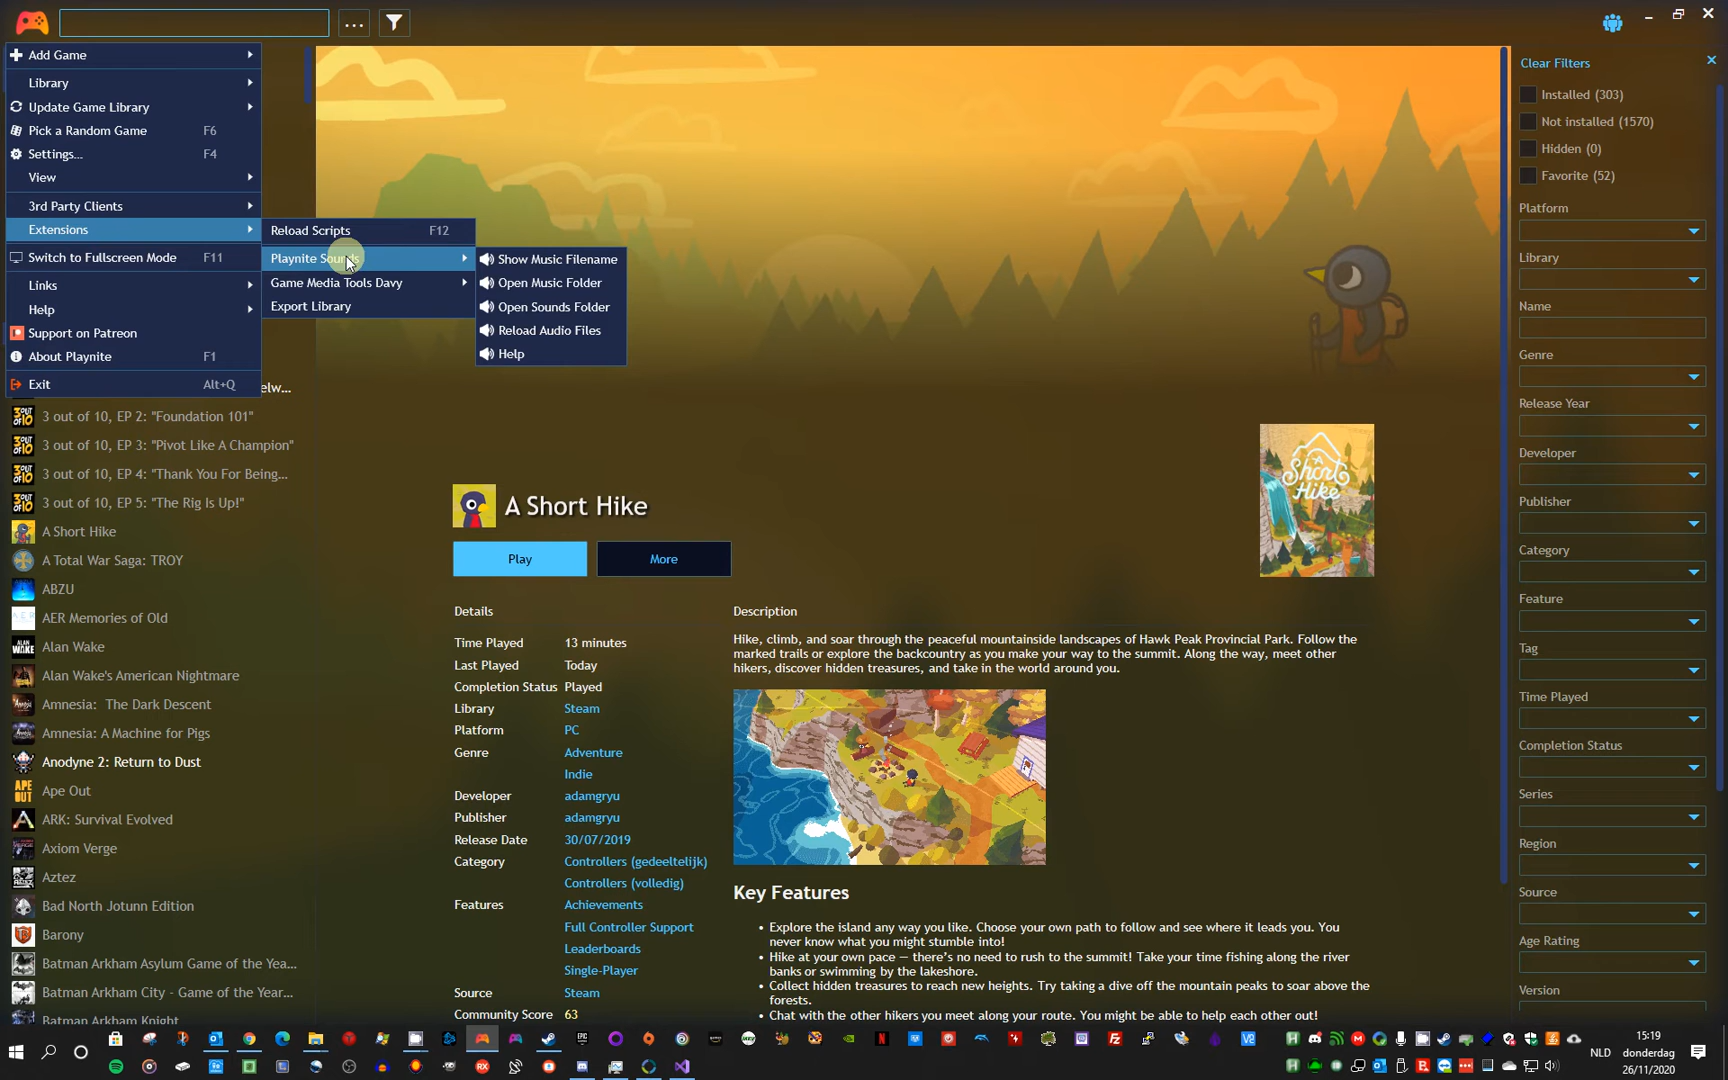 ...
Add Game
Library
Update Game Library
Pick a Random Game F6
Settings... F4
View
3rd Party Clients
Extensions
Switch to Fullscreen Mode F11
Links
Help
Support on Patreon
About Playnite F1
Exit Alt+Q
Reload Scripts F12
Playnite Sounds
Game Media Tools Davy
Export Library
Show Music Filename
Open Music Folder
Open Sounds Folder
Reload Audio Files
Help
elw...
3 out of 10, EP 2: "Foundation 101"
3 out of 10, EP 3: "Pivot Like A Champion"
3 out of 10, EP 4: "Thank You For Being...
3 out of 10, EP 5: "The Rig Is Up!"
A Short Hike
A Total War Saga: TROY
ABZU
AER Memories of Old
Alan Wake
Alan Wake's American Nightmare
Amnesia: The Dark Descent
Amnesia: A Machine for Pigs
Anodyne 2: Return to Dust
Ape Out
ARK: Survival Evolved
Axiom Verge
Aztez
Bad North Jotunn Edition
Barony
Batman Arkham Asylum Game of the Yea...
Batman Arkham City - Game of the Year...
Batman Arkham Knight
A Short Hike
A Short Hike
Play
More
Details
Time Played 13 minutes
Last Played Today
Completion Status Played
Library Steam
Platform PC
Genre Adventure
Indie
Developer adamgryu
Publisher adamgryu
Release Date 30/07/2019
Category Controllers (gedeeltelijk)
Controllers (volledig)
Features Achievements
Full Controller Support
Leaderboards
Single-Player
Source Steam
Community Score 63
Description
Hike, climb, and soar through the peaceful mountainside landscapes of Hawk Peak Provincial Park. Follow the
marked trails or explore the backcountry as you make your way to the summit. Along the way, meet other
hikers, discover hidden treasures, and take in the world around you.
Key Features
• Explore the island any way you like. Choose your own path to follow and see where it leads you. You
never know what you might stumble into!
• Hike at your own pace — there's no need to rush to the summit! Take your time fishing along the river
banks or swimming by the lakeshore.
• Collect hidden treasures to reach new heights. Try taking a dive off the mountain peaks to soar above the
forests.
• Chat with the other hikers you meet along your route. You might be able to help each other out!
Clear Filters
Installed (303)
Not installed (1570)
Hidden (0)
Favorite (52)
Platform
Library
Name
Genre
Release Year
Developer
Publisher
Category
Feature
Tag
Time Played
Completion Status
Series
Region
Source
Age Rating
Version
NLD
15:19
donderdag
26/11/2020